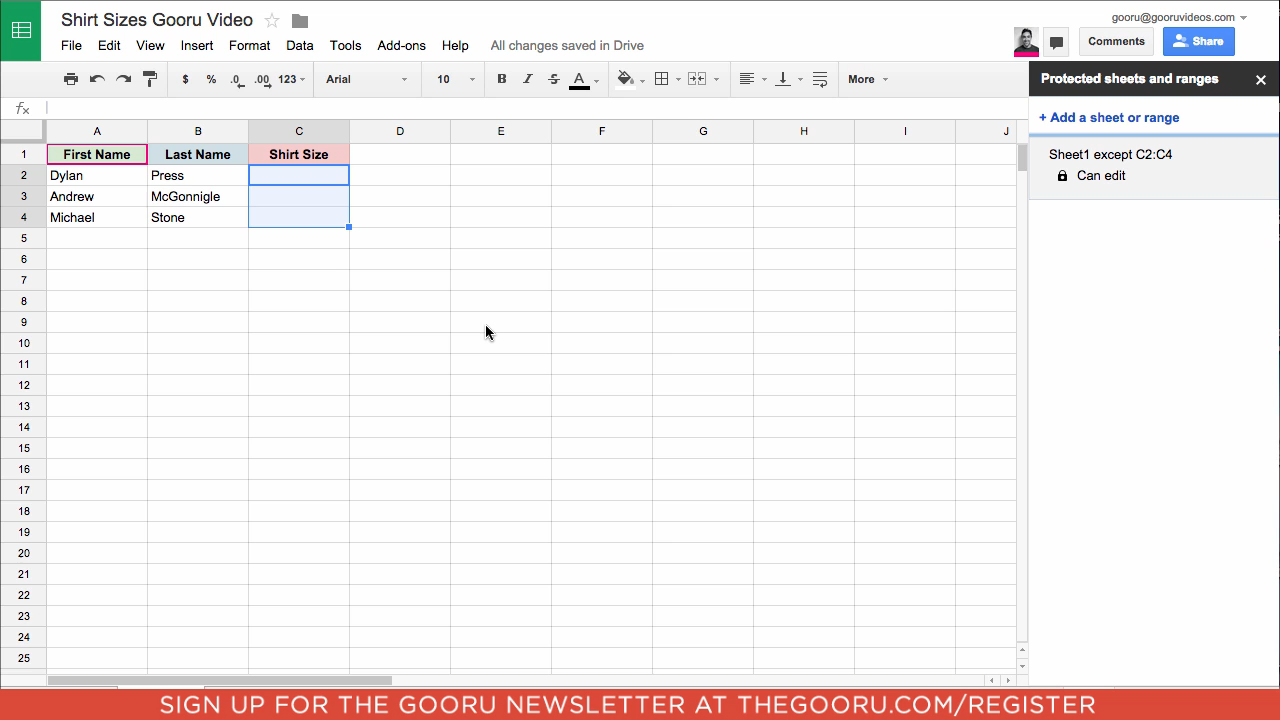 Shirt Sizes Gooru Video
gooru@gooruvideos.com
File Edit View Insert Format Data Tools Add-ons Help All changes saved in Drive
Comments Share
$ % .0 .00 123 Arial 10 B I S A More
Protected sheets and ranges
fx
+ Add a sheet or range
A B C D E F G H I J
1 First Name Last Name Shirt Size
Sheet1 except C2:C4
2 Dylan Press
Can edit
3 Andrew McGonnigle
4 Michael Stone
5
6
7
8
9
10
11
12
13
14
15
16
17
18
19
20
21
22
23
24
25
SIGN UP FOR THE GOORU NEWSLETTER AT THEGOORU.COM/REGISTER